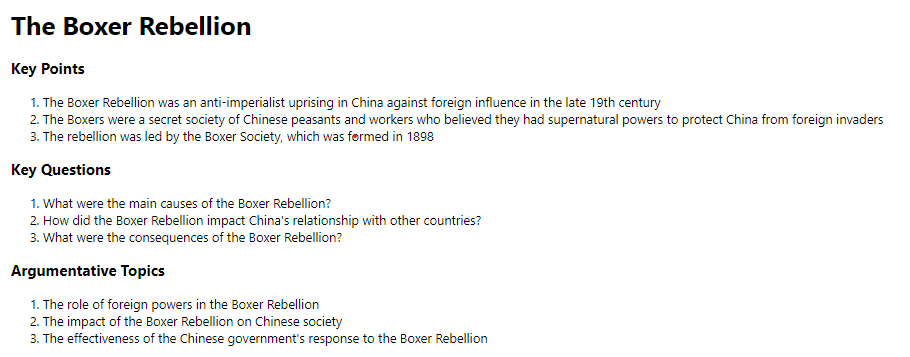 The Boxer Rebellion
Key Points
1. The Boxer Rebellion was an anti-imperialist uprising in China against foreign influence in the late 19th century
2. The Boxers were a secret society of Chinese peasants and workers who believed they had supernatural powers to protect China from foreign invaders
3. The rebellion was led by the Boxer Society, which was formed in 1898
Key Questions
1. What were the main causes of the Boxer Rebellion?
2. How did the Boxer Rebellion impact China's relationship with other countries?
3. What were the consequences of the Boxer Rebellion?
Argumentative Topics
1. The role of foreign powers in the Boxer Rebellion
2. The impact of the Boxer Rebellion on Chinese society
3. The effectiveness of the Chinese government's response to the Boxer Rebellion